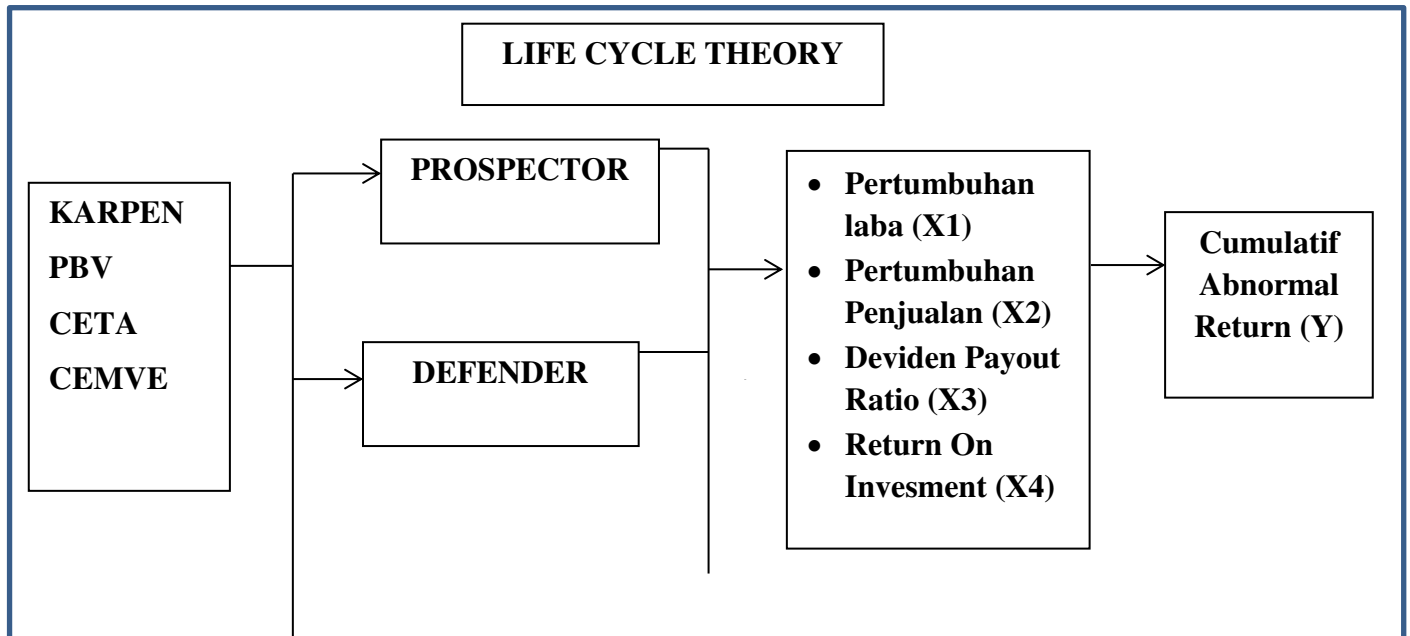 LIFE CYCLE THEORY
KARPEN
PBV
CETA
CEMVE
PROSPECTOR
DEFENDER
• Pertumbuhan
laba (X1)
• Pertumbuhan
Penjualan (X2)
• Deviden Payout
Ratio (X3)
• Return On
Invesment (X4)
Cumulatif
Abnormal
Return (Y)